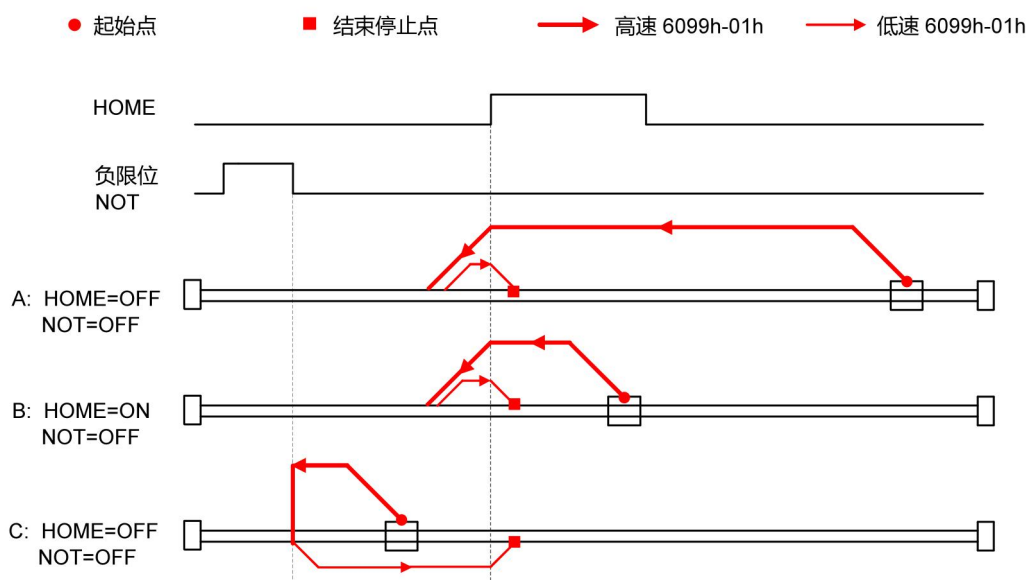 起始点 结束停止点 高速 6099h-01h 低速 6099h-01h
HOME
负限位
NOT
A: HOME=OFF
NOT=OFF
B: HOME=ON
NOT=OFF
C: HOME=OFF
NOT=OFF